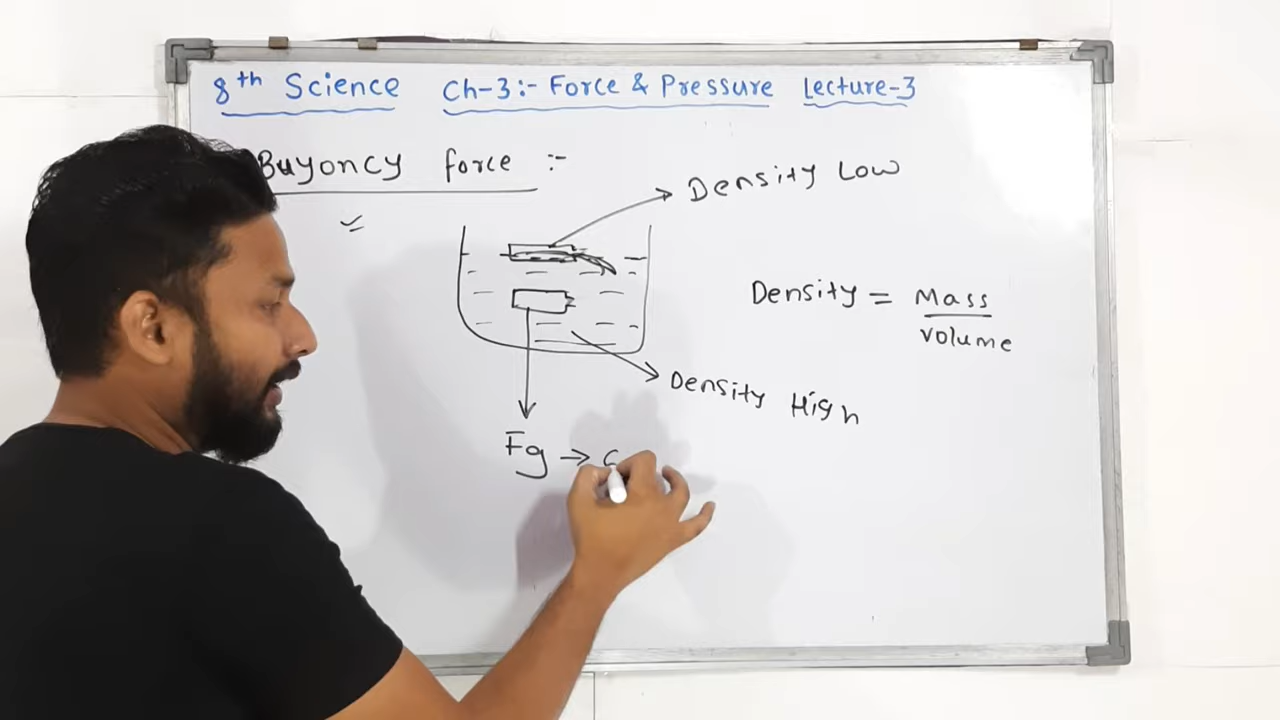 8th Science Ch-3:- Force & Pressure Lecture-3
Buyoncy force :-
Density Low
Density = Mass
volume
Density High
Fg →